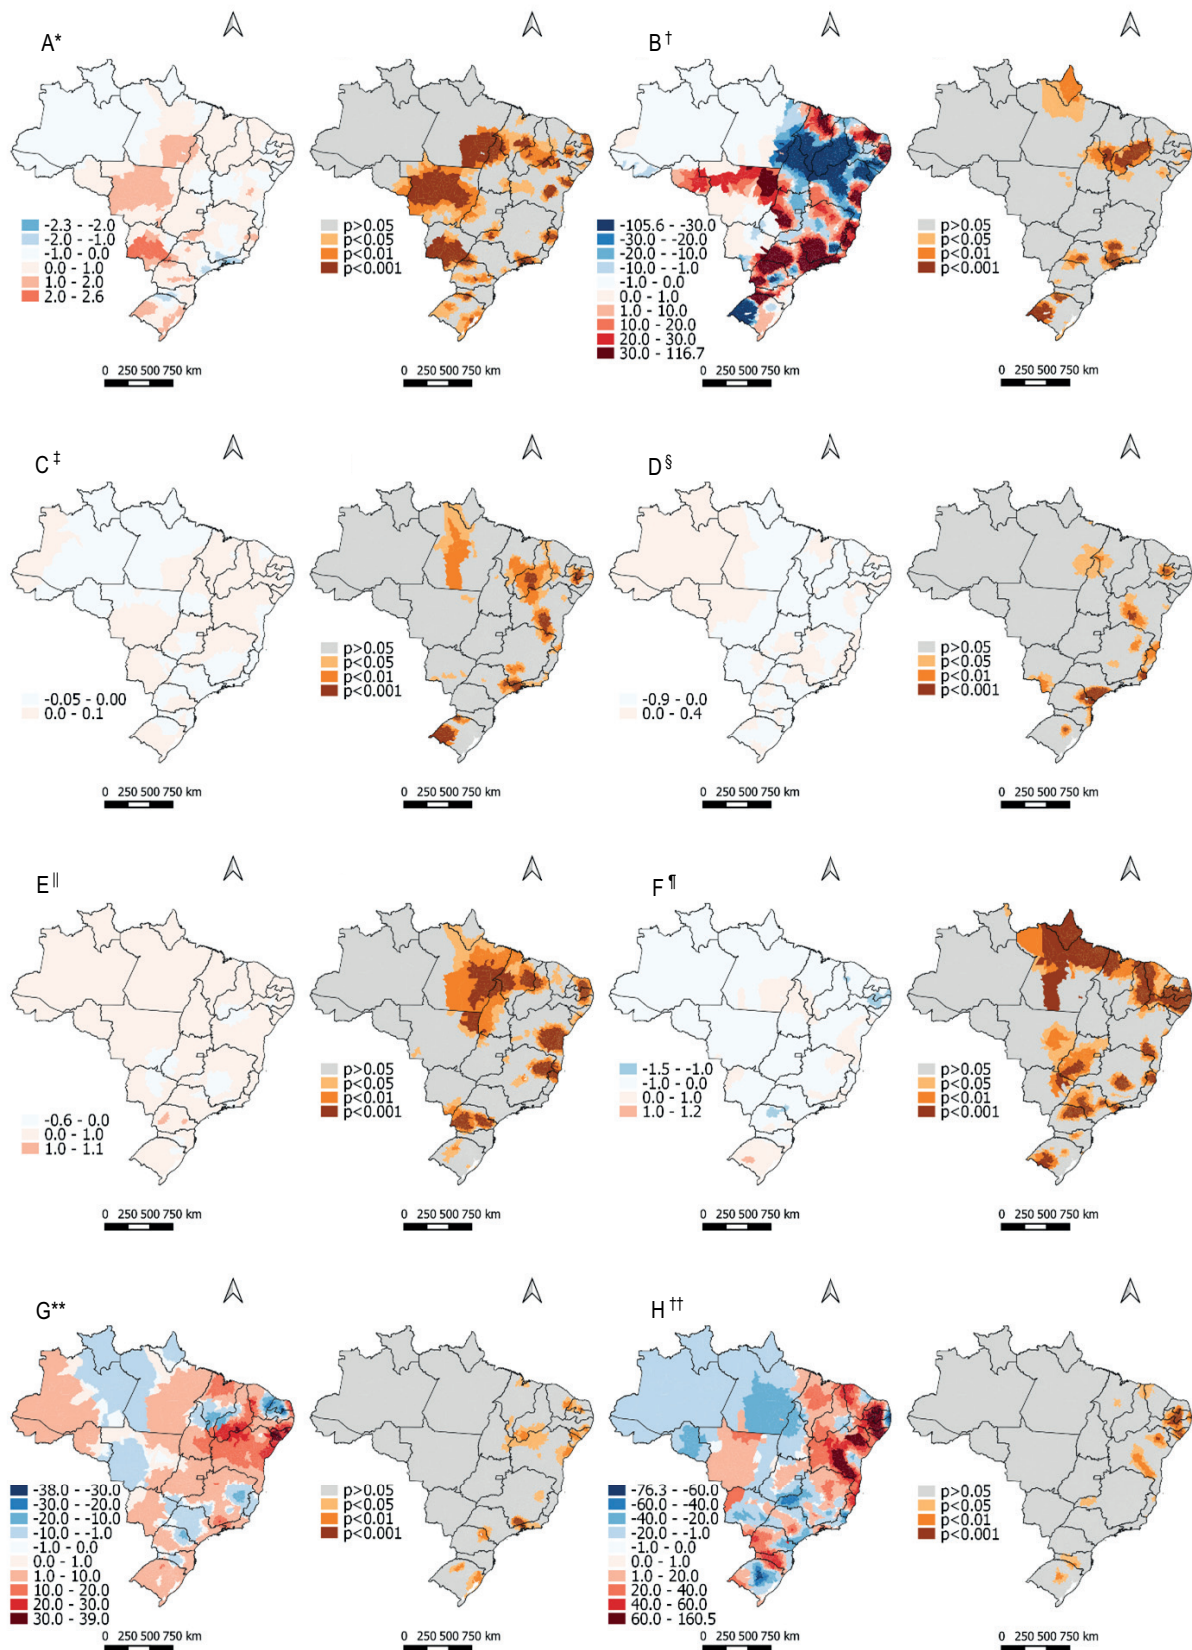 A*
B†
-2.3 - -2.0
-2.0 - -1.0
-1.0 - 0.0
0.0 - 1.0
1.0 - 2.0
2.0 - 2.6
p>0.05
p<0.05
p<0.01
p<0.001
-105.6 - -30.0
-30.0 - -20.0
-20.0 - -10.0
-10.0 - -1.0
-1.0 - 0.0
0.0 - 1.0
1.0 - 10.0
10.0 - 20.0
20.0 - 30.0
30.0 - 116.7
p>0.05
p<0.05
p<0.01
p<0.001
0 250 500 750 km
0 250 500 750 km
0 250 500 750 km
0 250 500 750 km
C‡
D§
-0.05 - 0.00
0.0 - 0.1
p>0.05
p<0.05
p<0.01
p<0.001
-0.9 - 0.0
0.0 - 0.4
p>0.05
p<0.05
p<0.01
p<0.001
0 250 500 750 km
0 250 500 750 km
0 250 500 750 km
0 250 500 750 km
E||
F¶
-0.6 - 0.0
0.0 - 1.0
1.0 - 1.1
p>0.05
p<0.05
p<0.01
p<0.001
-1.5 - -1.0
-1.0 - 0.0
0.0 - 1.0
1.0 - 1.2
p>0.05
p<0.05
p<0.01
p<0.001
0 250 500 750 km
0 250 500 750 km
0 250 500 750 km
0 250 500 750 km
G**
H††
-38.0 - -30.0
-30.0 - -20.0
-20.0 - -10.0
-10.0 - -1.0
-1.0 - 0.0
0.0 - 1.0
1.0 - 10.0
10.0 - 20.0
20.0 - 30.0
30.0 - 39.0
p>0.05
p<0.05
p<0.01
p<0.001
-76.3 - -60.0
-60.0 - -40.0
-40.0 - -20.0
-20.0 - -1.0
-1.0 - 0.0
0.0 - 1.0
1.0 - 20.0
20.0 - 40.0
40.0 - 60.0
60.0 - 160.5
p>0.05
p<0.05
p<0.01
p<0.001
0 250 500 750 km
0 250 500 750 km
0 250 500 750 km
0 250 500 750 km